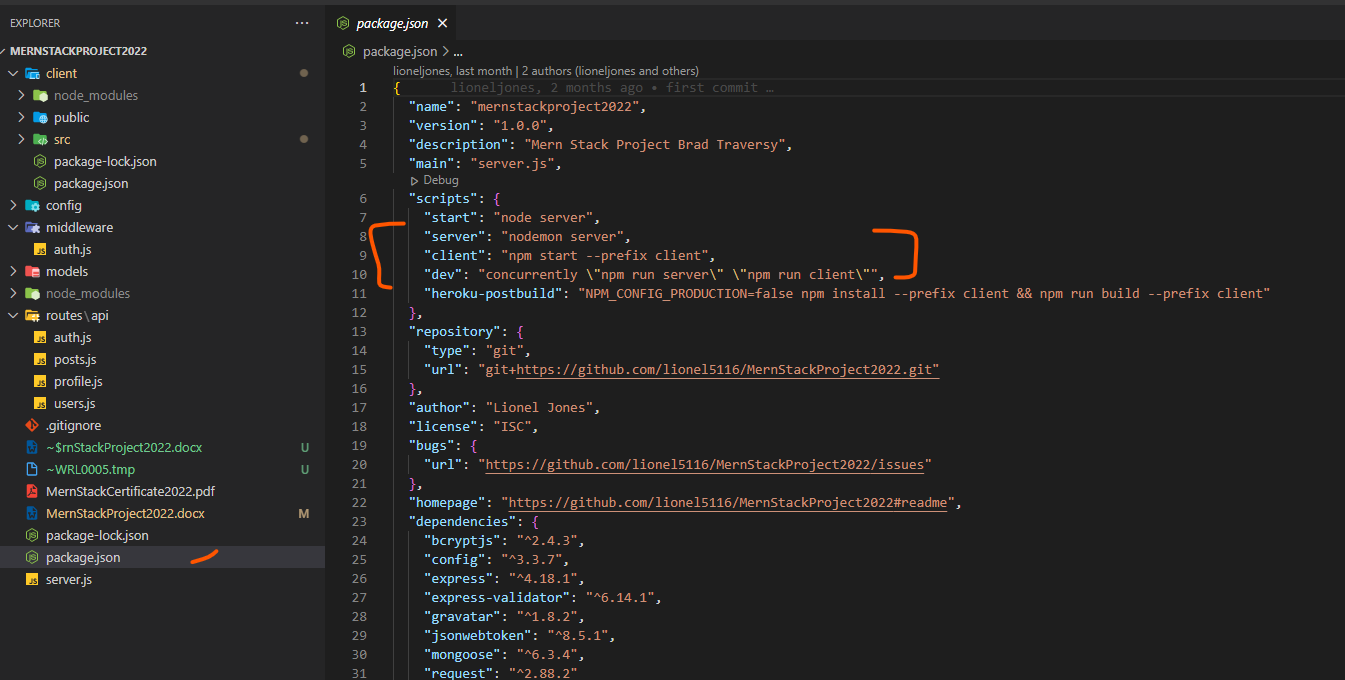 EXPLORER
MERNSTACKPROJECT2022
client
node_modules
public
src
package-lock.json
package.json
config
middleware
auth.js
models
node_modules
routes\api
auth.js
posts.js
profile.js
users.js
.gitignore
~$rnStackProject2022.docx U
~WRL0005.tmp U
MernStackCertificate2022.pdf
MernStackProject2022.docx M
package-lock.json
package.json
server.js
package.json
package.json > ...
lioneljones, last month | 2 authors (lioneljones and others)
1 { lioneljones, 2 months ago • first commit …
2 "name": "mernstackproject2022",
3 "version": "1.0.0",
4 "description": "Mern Stack Project Brad Traversy",
5 "main": "server.js",
Debug
6 "scripts": {
7 "start": "node server",
8 "server": "nodemon server",
9 "client": "npm start --prefix client",
10 "dev": "concurrently \"npm run server\" \"npm run client\"",
11 "heroku-postbuild": "NPM_CONFIG_PRODUCTION=false npm install --prefix client && npm run build --prefix client"
12 },
13 "repository": {
14 "type": "git",
15 "url": "git+https://github.com/lionel5116/MernStackProject2022.git"
16 },
17 "author": "Lionel Jones",
18 "license": "ISC",
19 "bugs": {
20 "url": "https://github.com/lionel5116/MernStackProject2022/issues"
21 },
22 "homepage": "https://github.com/lionel5116/MernStackProject2022#readme",
23 "dependencies": {
24 "bcryptjs": "^2.4.3",
25 "config": "^3.3.7",
26 "express": "^4.18.1",
27 "express-validator": "^6.14.1",
28 "gravatar": "^1.8.2",
29 "jsonwebtoken": "^8.5.1",
30 "mongoose": "^6.3.4",
31 "request": "^2.88.2"